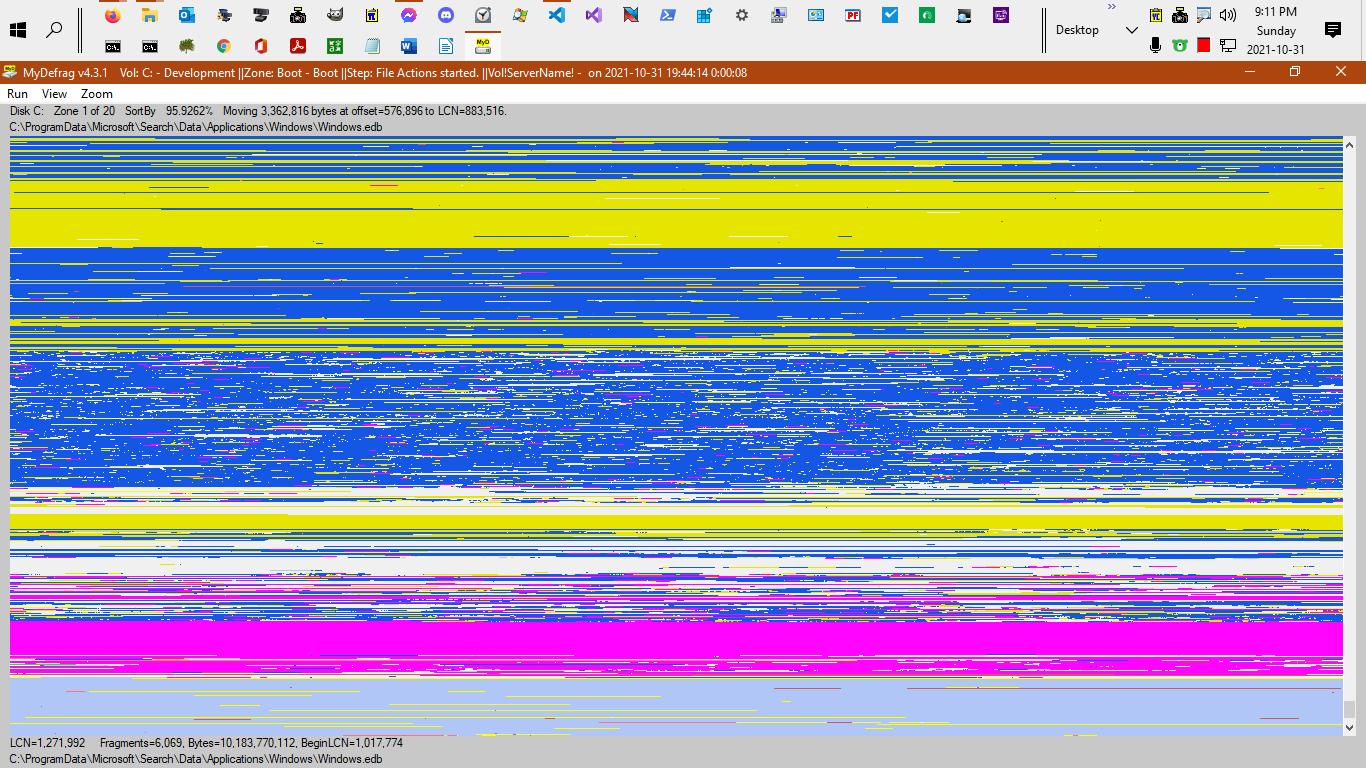 9:11 PM
Desktop
Sunday
2021-10-31
C:\.
C:\.
MyD
PF
MyDefrag v4.3.1 Vol: C: - Development ||Zone: Boot - Boot ||Step: File Actions started. ||Vol!ServerName! - on 2021-10-31 19:44:14 0:00:08
Run View Zoom
Disk C: Zone 1 of 20 SortBy 95.9262% Moving 3,362,816 bytes at offset=576,896 to LCN=883,516.
C:\ProgramData\Microsoft\Search\Data\Applications\Windows\Windows.edb
LCN=1,271,992 Fragments=6,069, Bytes=10,183,770,112, BeginLCN=1,017,774
C:\ProgramData\Microsoft\Search\Data\Applications\Windows\Windows.edb